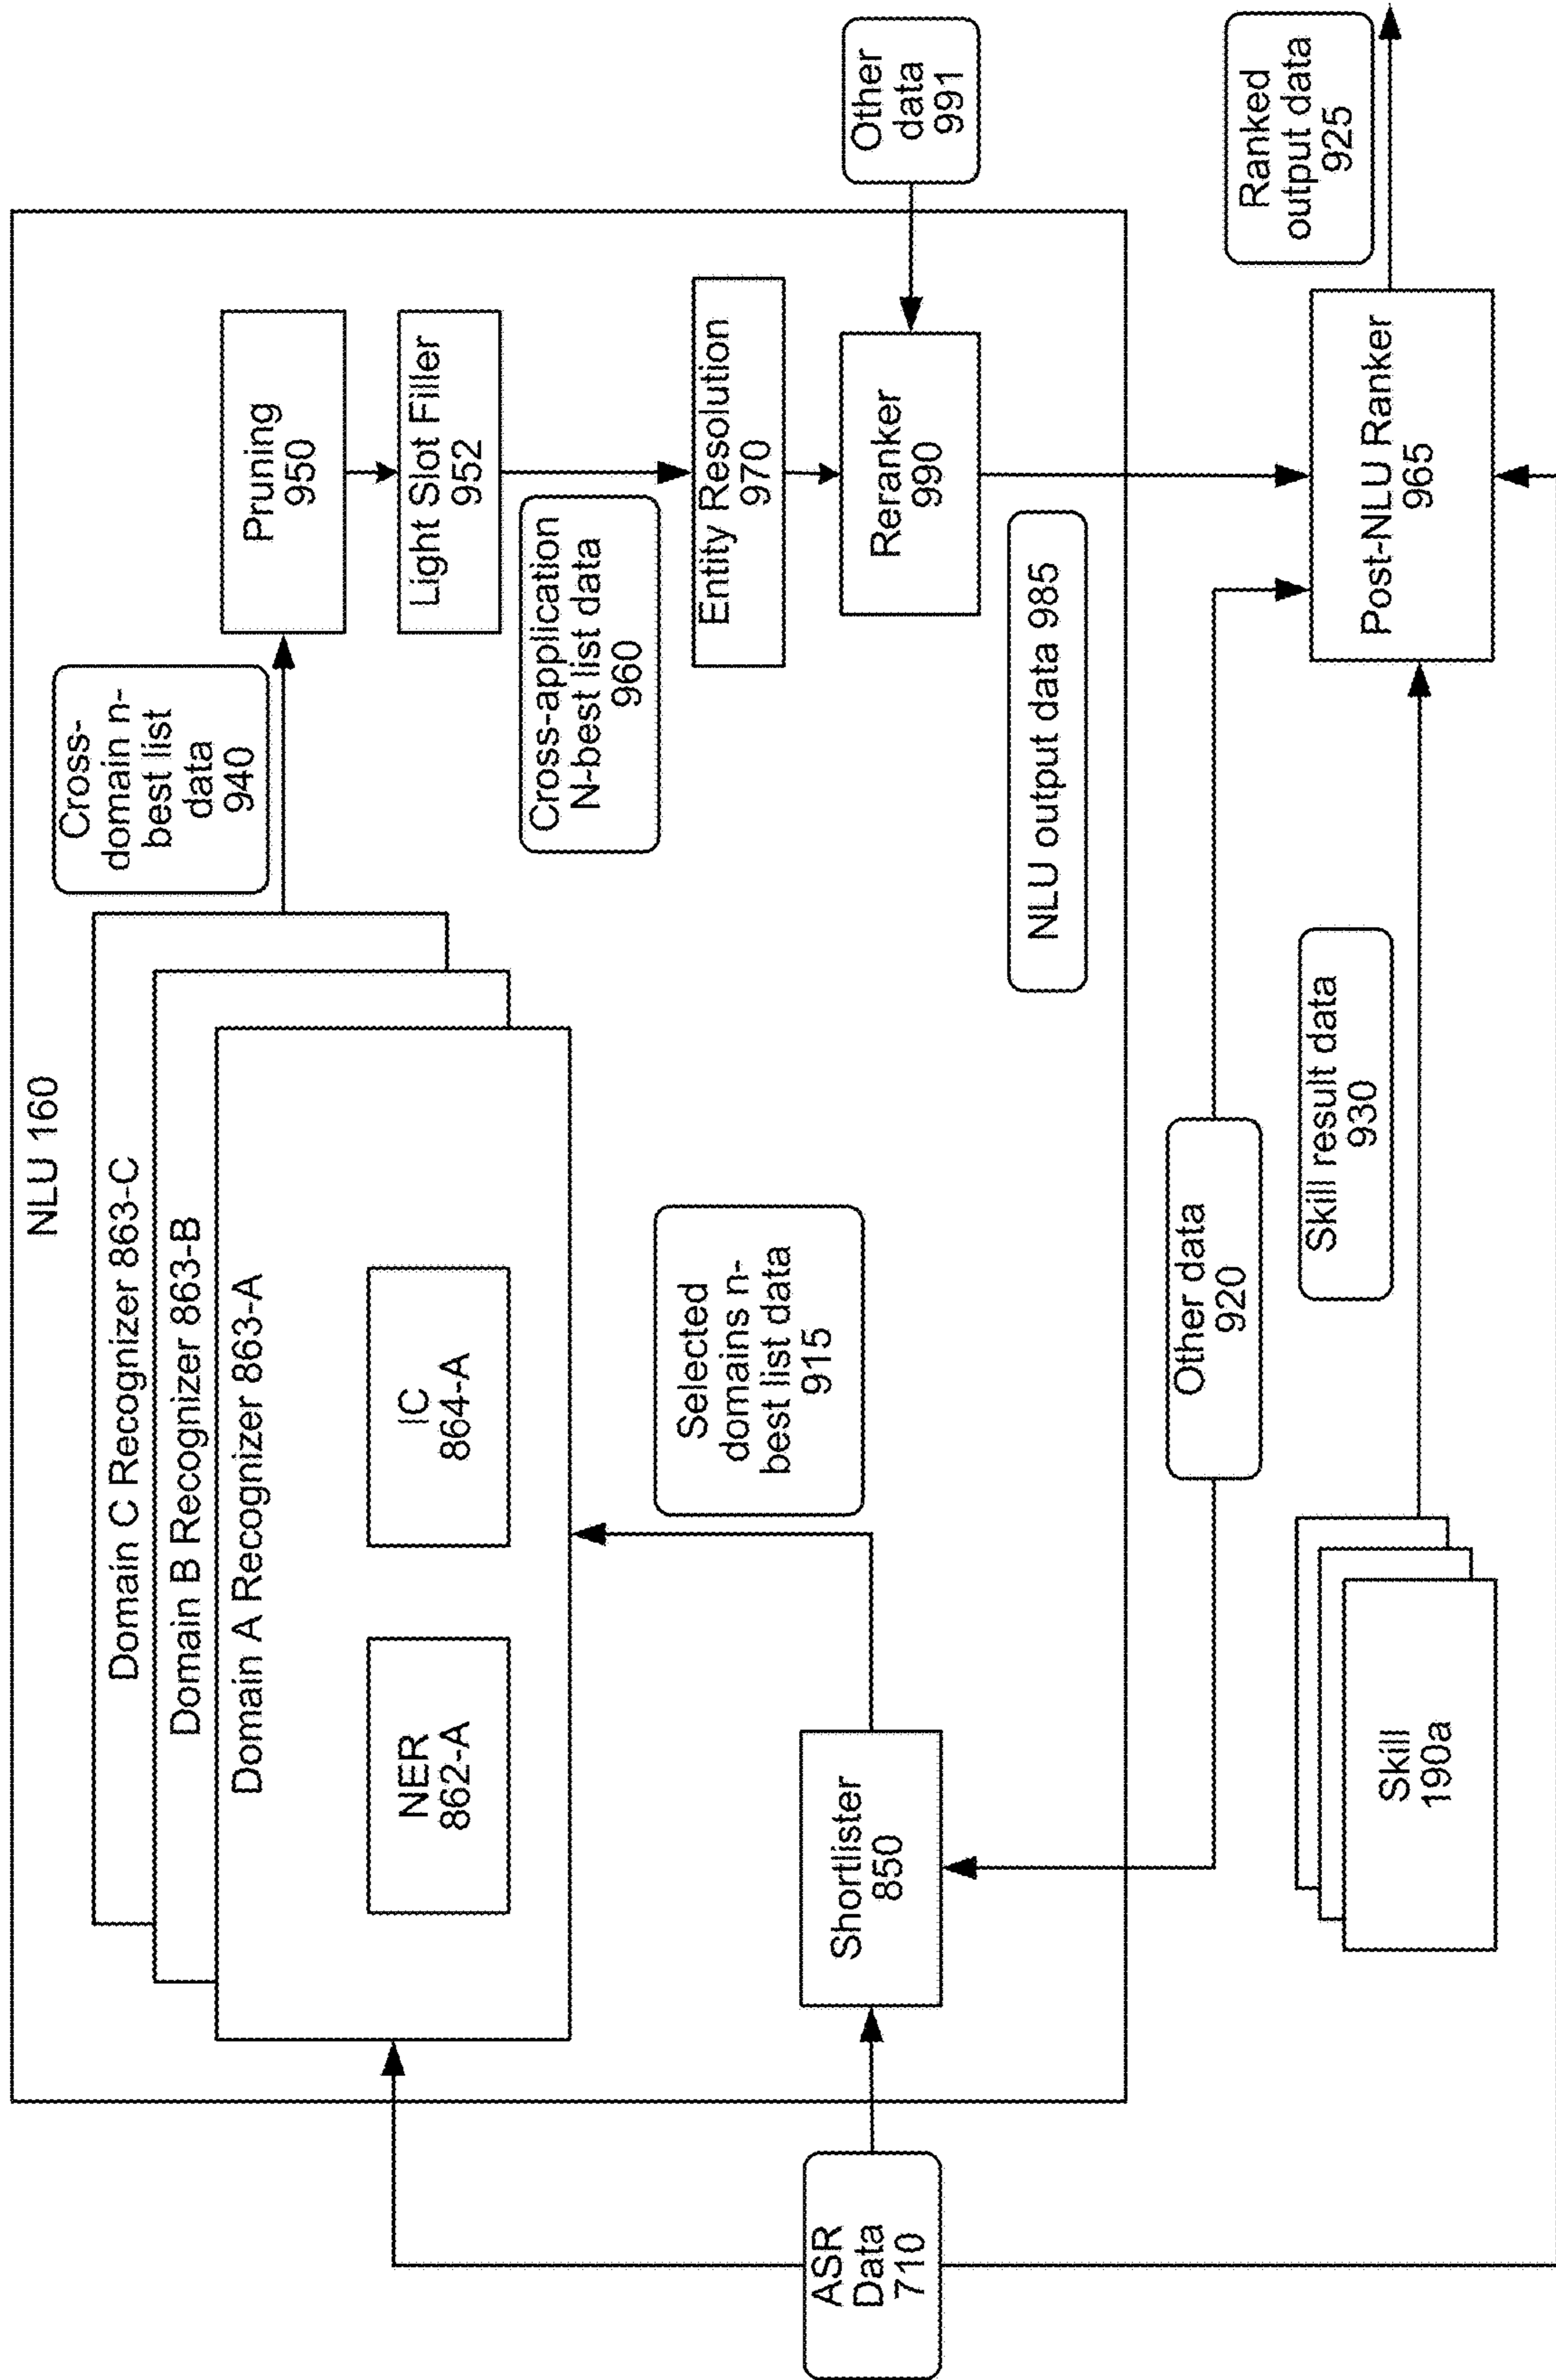 NLU 160
Domain C Recognizer 863-C
Domain B Recognizer 863-B
Domain A Recognizer 863-A
NER
862-A
IC
864-A
Cross-
domain n-
best list
data
940
Pruning
950
Light Slot Filler
952
Cross-application
N-best list data
960
Entity Resolution
970
Reranker
990
Other
data
991
Selected
domains n-
best list data
915
Shortlister
850
ASR
Data
710
NLU output data 985
Other data
920
Skill result data
930
Skill
190a
Post-NLU Ranker
965
Ranked
output data
925